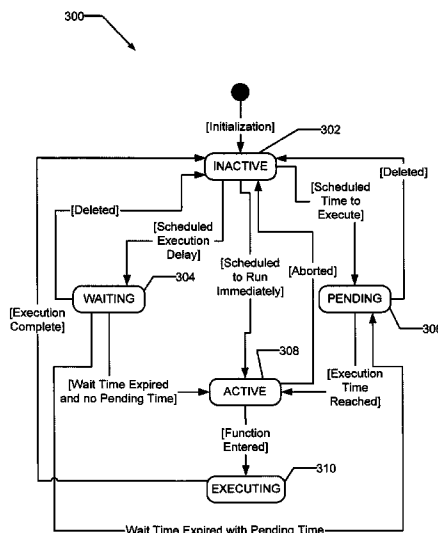 300
[Initialization]
302
INACTIVE
[Deleted]
[Scheduled
Time to
Execute]
[Deleted]
[Scheduled
Execution
Delay]
304
[Scheduled
to Run
Immediately]
[Aborted]
WAITING
PENDING
306
[Execution
Complete]
308
[Wait Time Expired
and no Pending Time]
ACTIVE
[Execution
Time
Reached]
[Function
Entered]
310
EXECUTING
Wait Time Expired with Pending Time